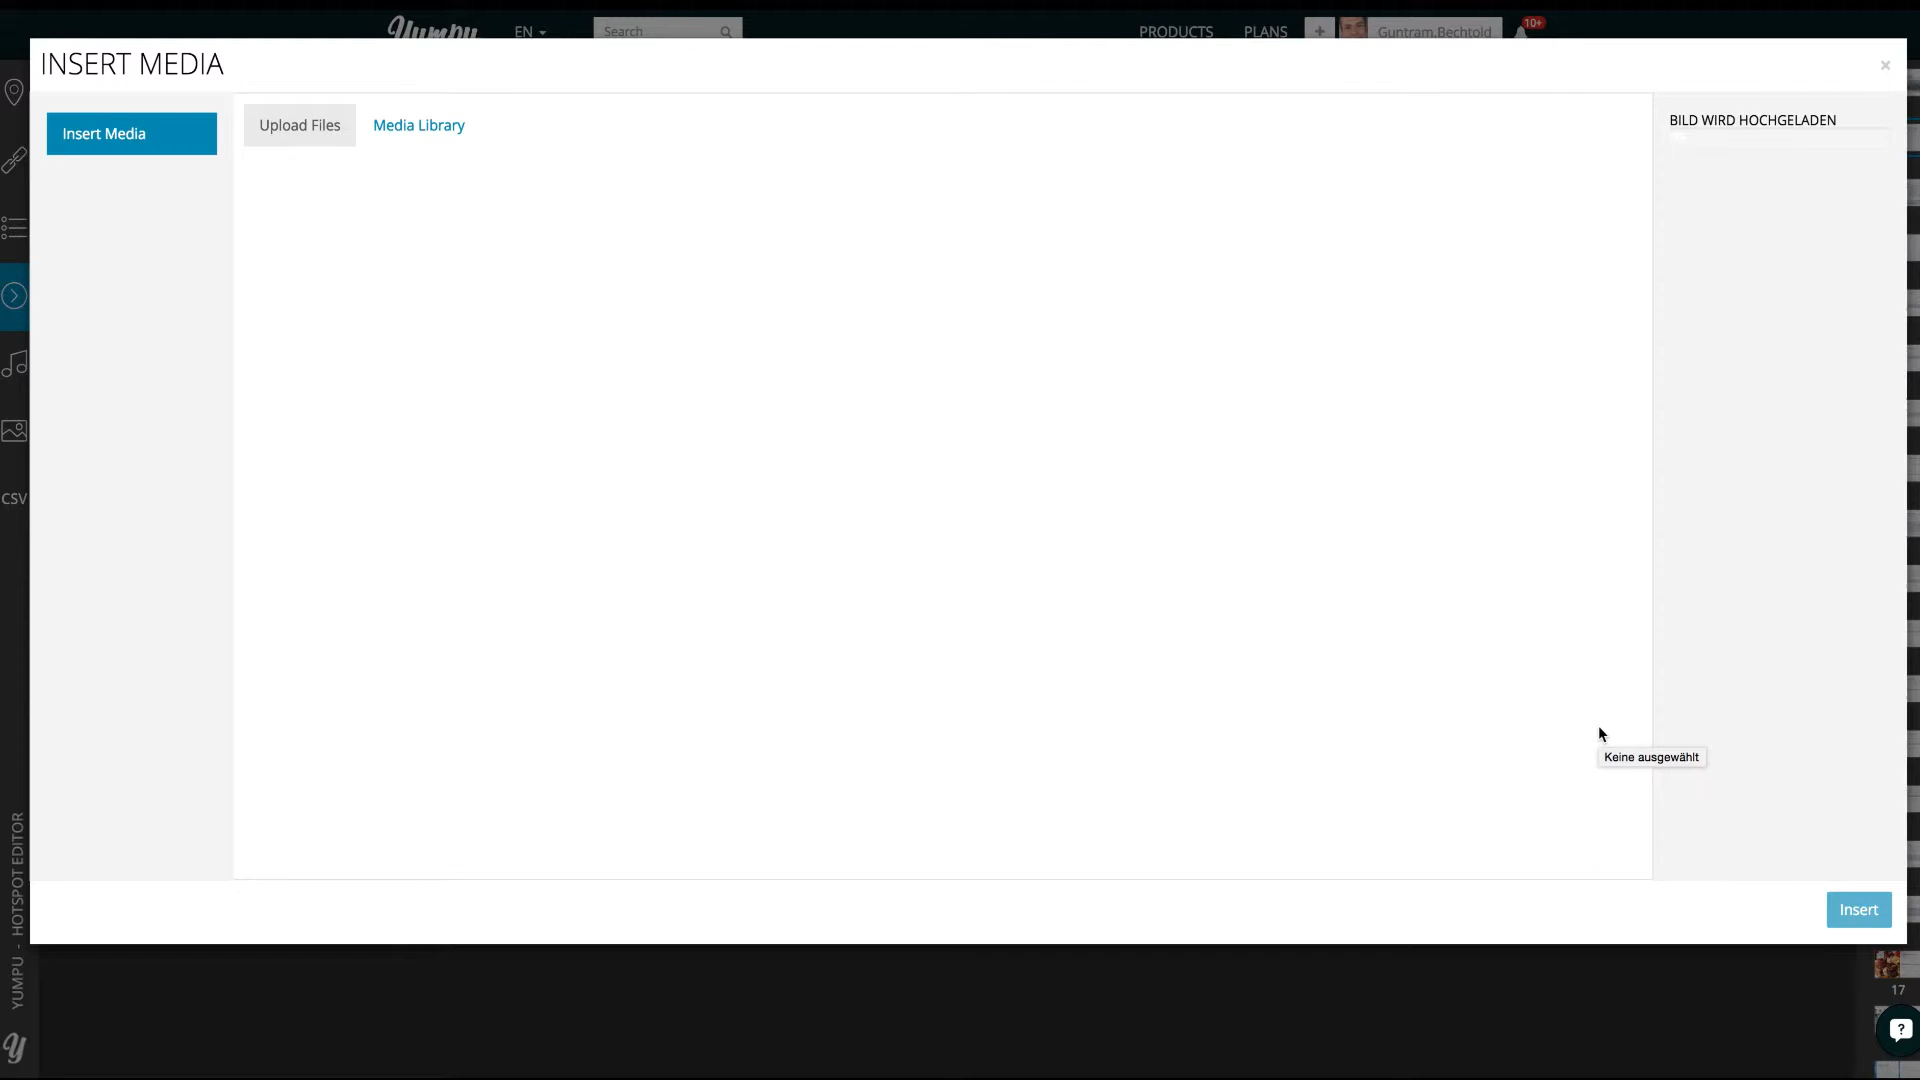 Yumpu
EN
Search
PRODUCTS
PLANS
Guntram.Bechtold
10+
INSERT MEDIA
×
Insert Media
Upload Files
Media Library
BILD WIRD HOCHGELADEN
CSV
Keine ausgewählt
YUMPU - HOTSPOT EDITOR
Insert
17
y
?